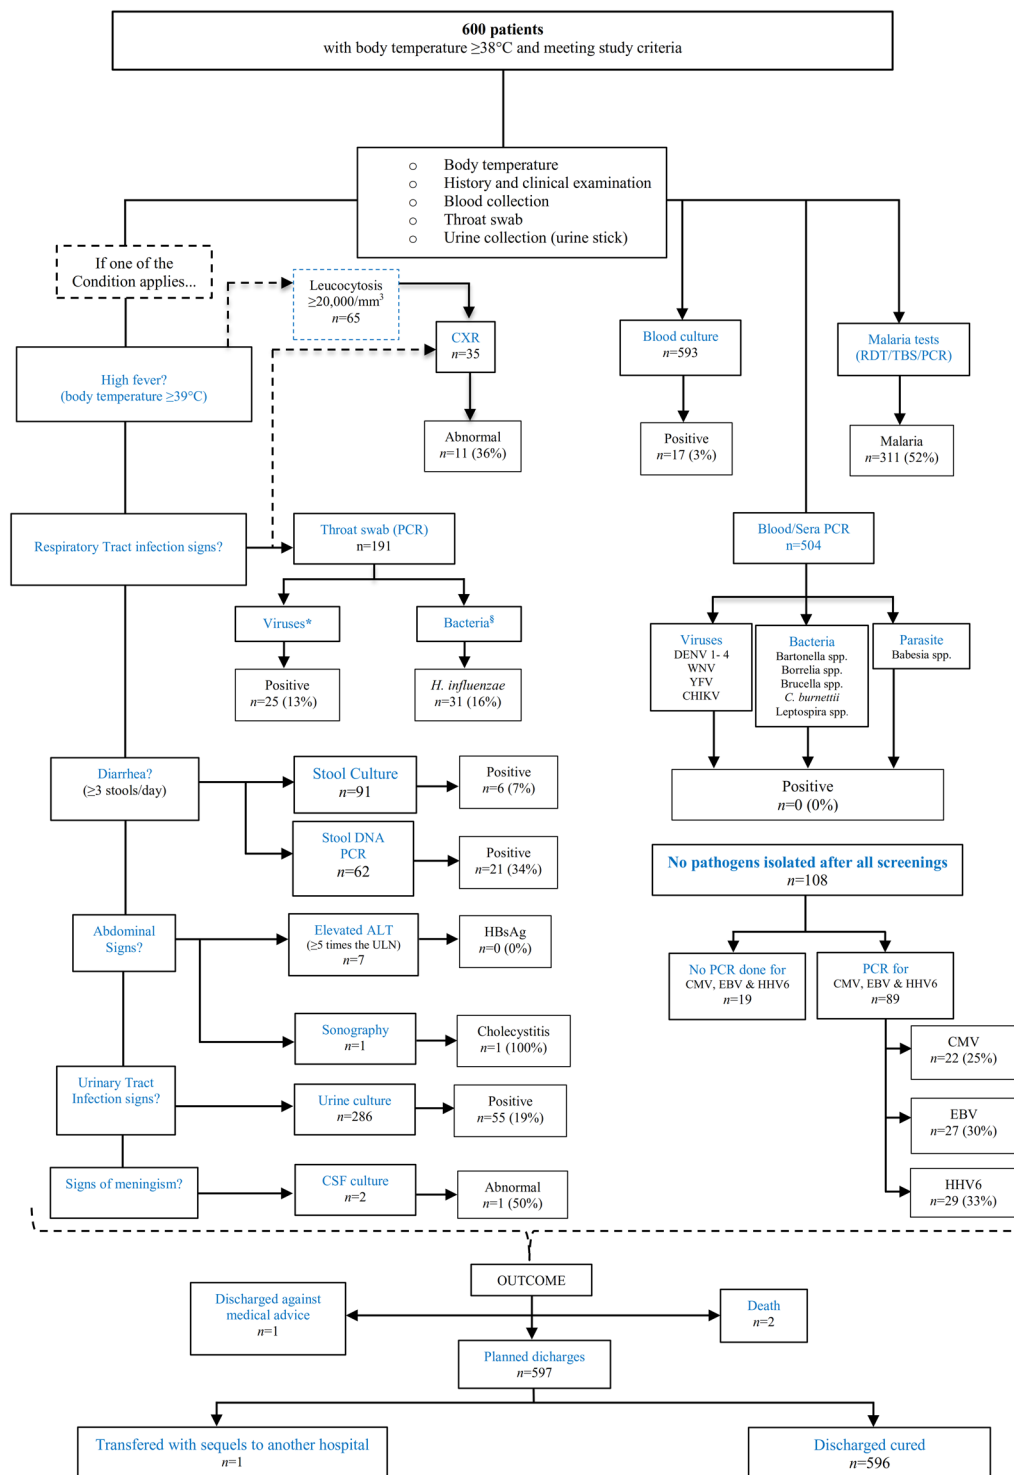 600 patients
with body temperature ≥38°C and meeting study criteria
o Body temperature
o History and clinical examination
o Blood collection
o Throat swab
o Urine collection (urine stick)
If one of the
Condition applies...
Leucocytosis
≥20,000/mm³
n=65
CXR
n=35
Abnormal
n=11 (36%)
High fever?
(body temperature ≥39°C)
Blood culture
n=593
Positive
n=17 (3%)
Malaria tests
(RDT/TBS/PCR)
Malaria
n=311 (52%)
Respiratory Tract infection signs?
Throat swab (PCR)
n=191
Viruses*
Bacteria§
Positive
n=25 (13%)
H. influenzae
n=31 (16%)
Blood/Sera PCR
n=504
Viruses
DENV 1- 4
WNV
YFV
CHIKV
Bacteria
Bartonella spp.
Borrelia spp.
Brucella spp.
C. burnettii
Leptospira spp.
Parasite
Babesia spp.
Positive
n=0 (0%)
Diarrhea?
(≥3 stools/day)
Stool Culture
n=91
Positive
n=6 (7%)
Stool DNA
PCR
n=62
Positive
n=21 (34%)
No pathogens isolated after all screenings
n=108
No PCR done for
CMV, EBV & HHV6
n=19
PCR for
CMV, EBV & HHV6
n=89
CMV
n=22 (25%)
EBV
n=27 (30%)
HHV6
n=29 (33%)
Abdominal
Signs?
Elevated ALT
(≥5 times the ULN)
n=7
HBsAg
n=0 (0%)
Sonography
n=1
Cholecystitis
n=1 (100%)
Urinary Tract
Infection signs?
Urine culture
n=286
Positive
n=55 (19%)
Signs of meningism?
CSF culture
n=2
Abnormal
n=1 (50%)
OUTCOME
Discharged against
medical advice
n=1
Death
n=2
Planned dicharges
n=597
Transfered with sequels to another hospital
n=1
Discharged cured
n=596